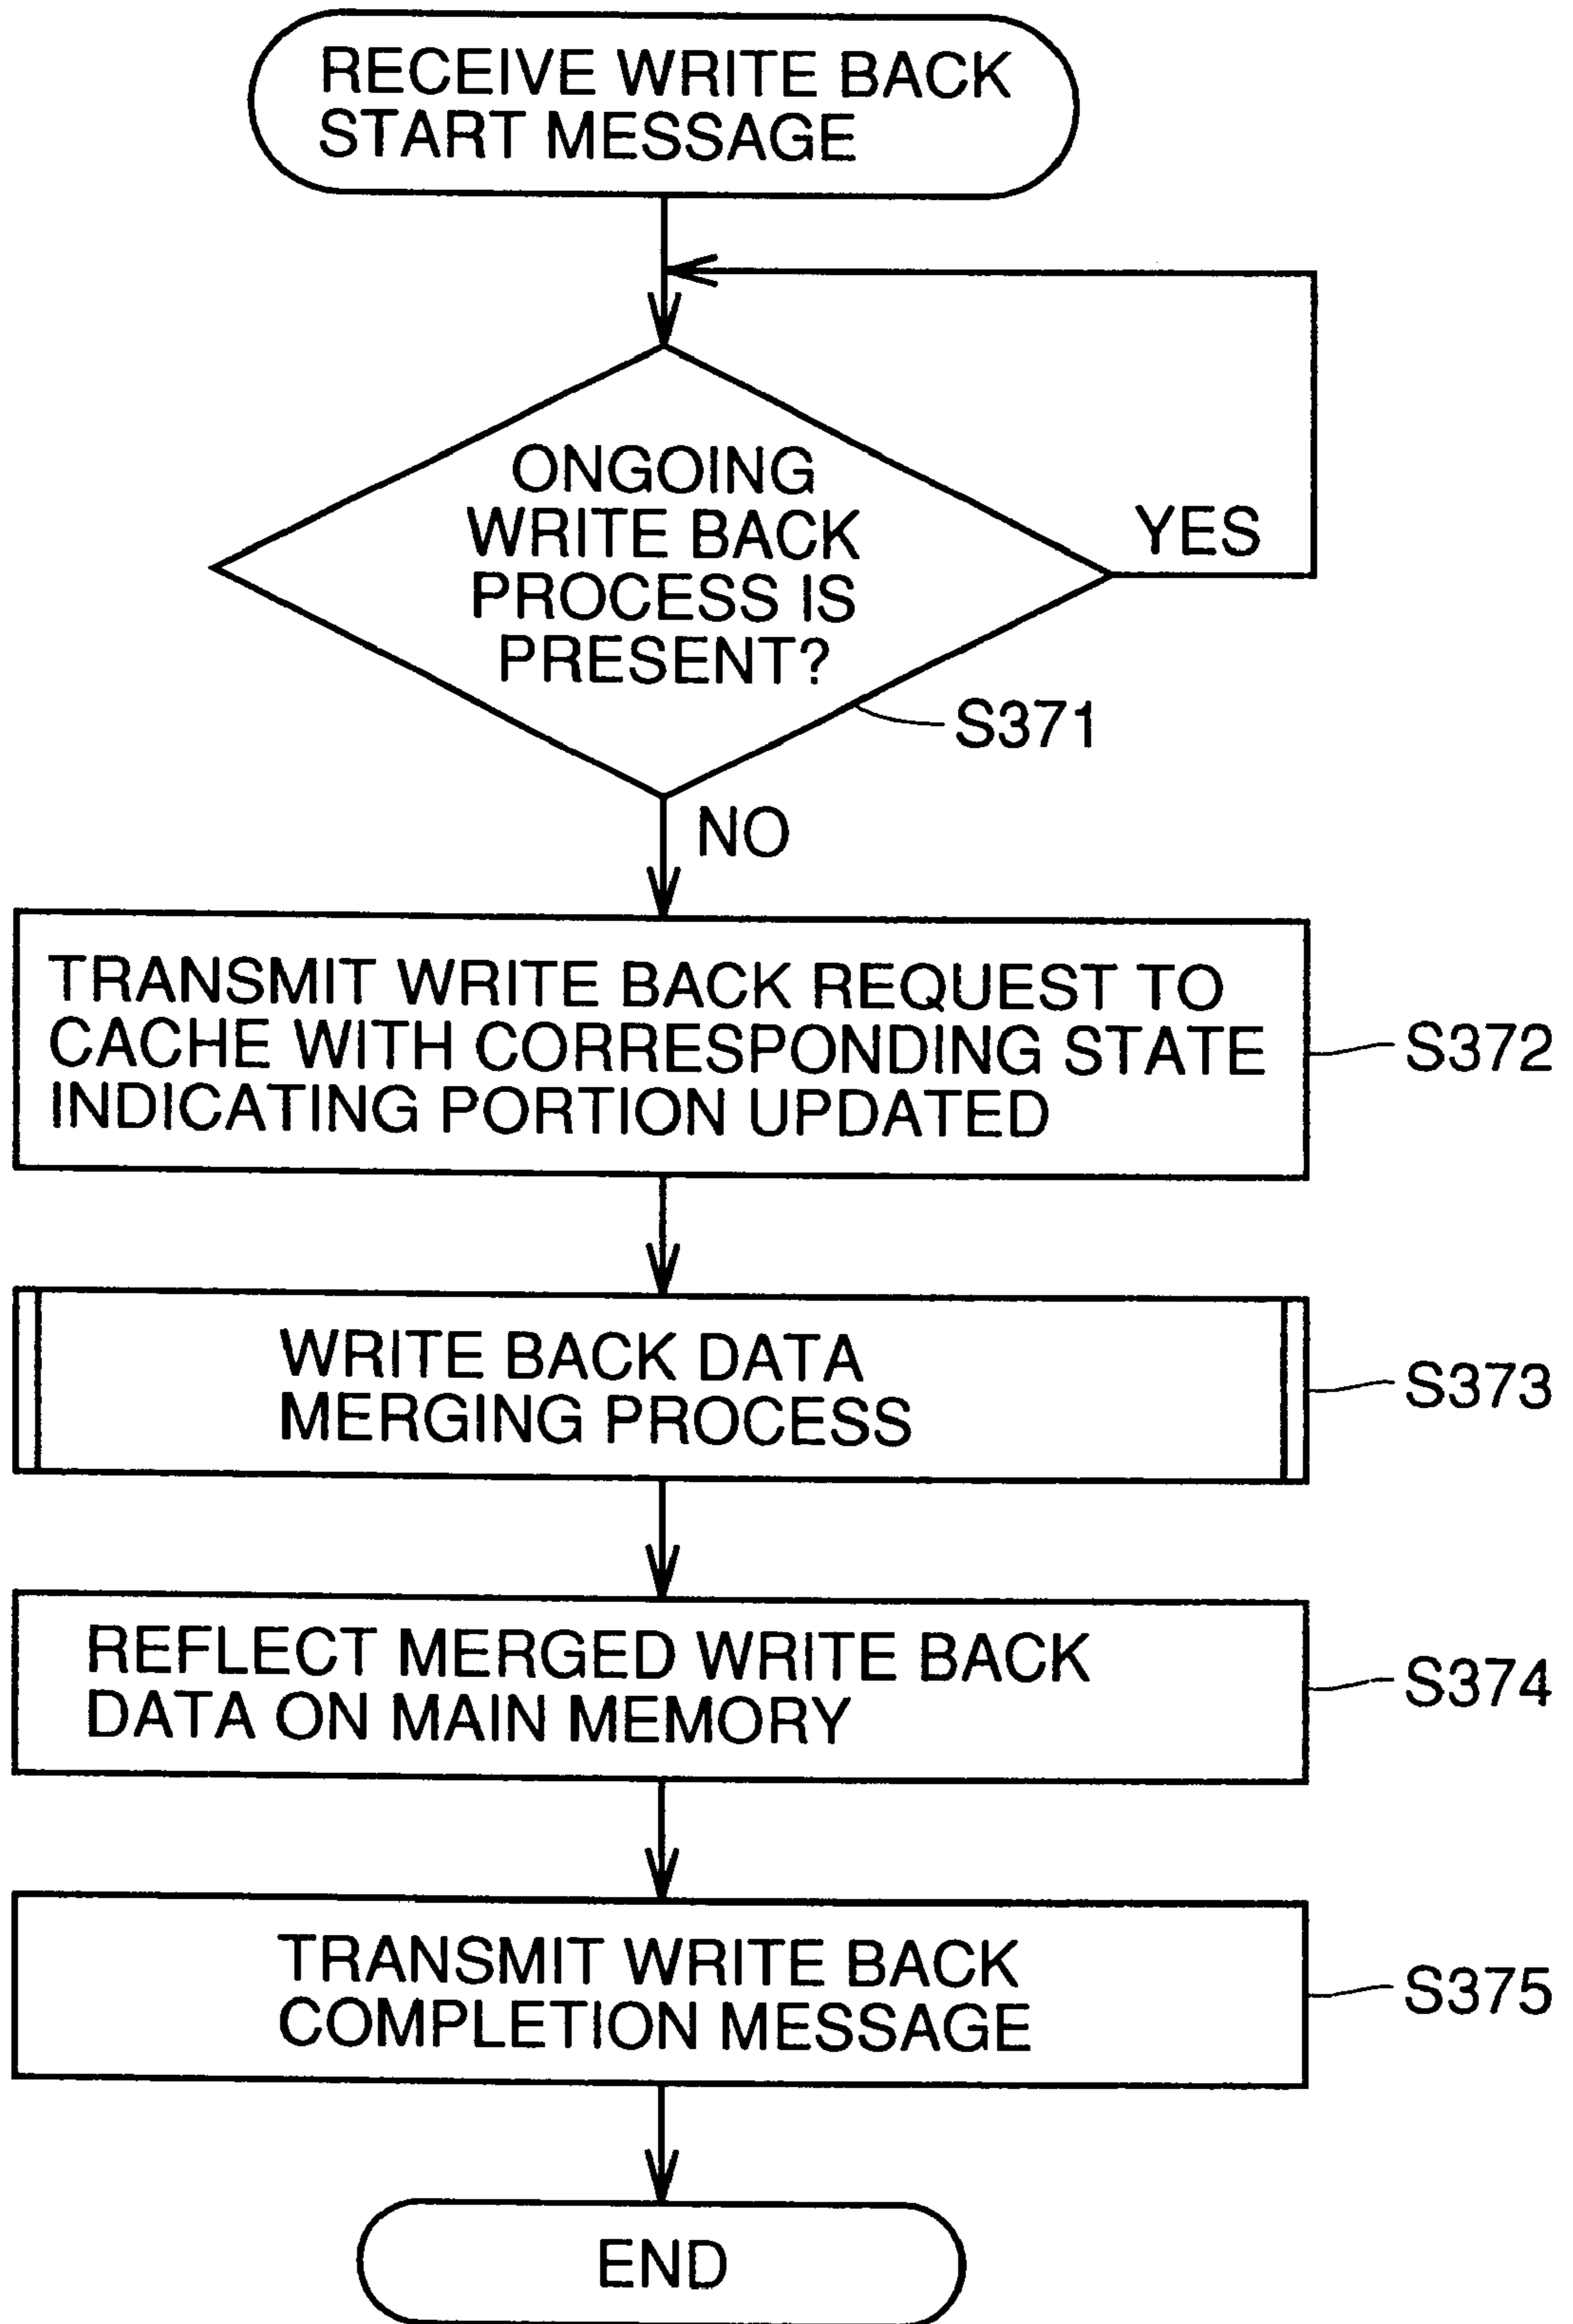 RECEIVE WRITE BACK
START MESSAGE
ONGOING
WRITE BACK
PROCESS IS
PRESENT?
YES
S371
NO
TRANSMIT WRITE BACK REQUEST TO
CACHE WITH CORRESPONDING STATE
INDICATING PORTION UPDATED
S372
WRITE BACK DATA
MERGING PROCESS
S373
REFLECT MERGED WRITE BACK
DATA ON MAIN MEMORY
S374
TRANSMIT WRITE BACK
COMPLETION MESSAGE
S375
END